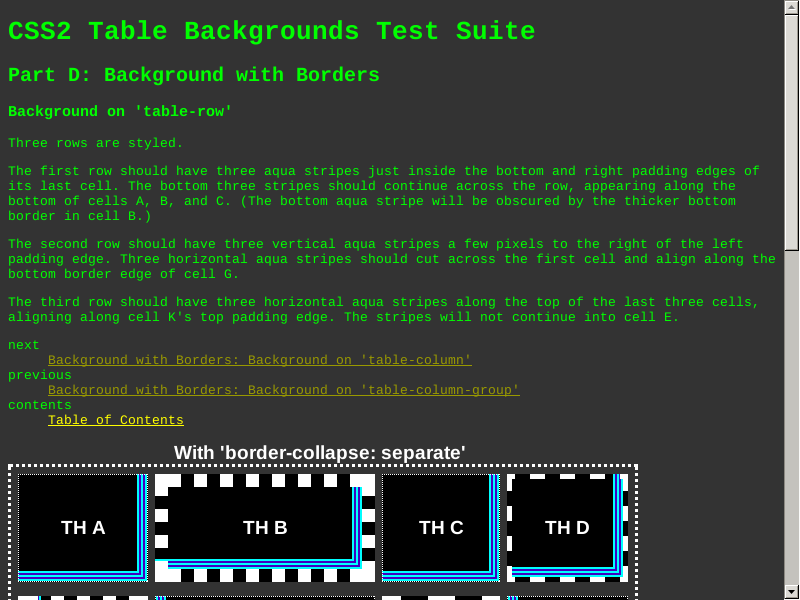 CSS2 Table Backgrounds Test Suite
Part D: Background with Borders
Background on 'table-row'
Three rows are styled.
The first row should have three aqua stripes just inside the bottom and right padding edges of
its last cell. The bottom three stripes should continue across the row, appearing along the
bottom of cells A, B, and C. (The bottom aqua stripe will be obscured by the thicker bottom
border in cell B.)
The second row should have three vertical aqua stripes a few pixels to the right of the left
padding edge. Three horizontal aqua stripes should cut across the first cell and align along the
bottom border edge of cell G.
The third row should have three horizontal aqua stripes along the top of the last three cells,
aligning along cell K's top padding edge. The stripes will not continue into cell E.
next
Background with Borders: Background on 'table-column'
previous
Background with Borders: Background on 'table-column-group'
contents
Table of Contents
With 'border-collapse: separate'
TH A TH B TH C TH D